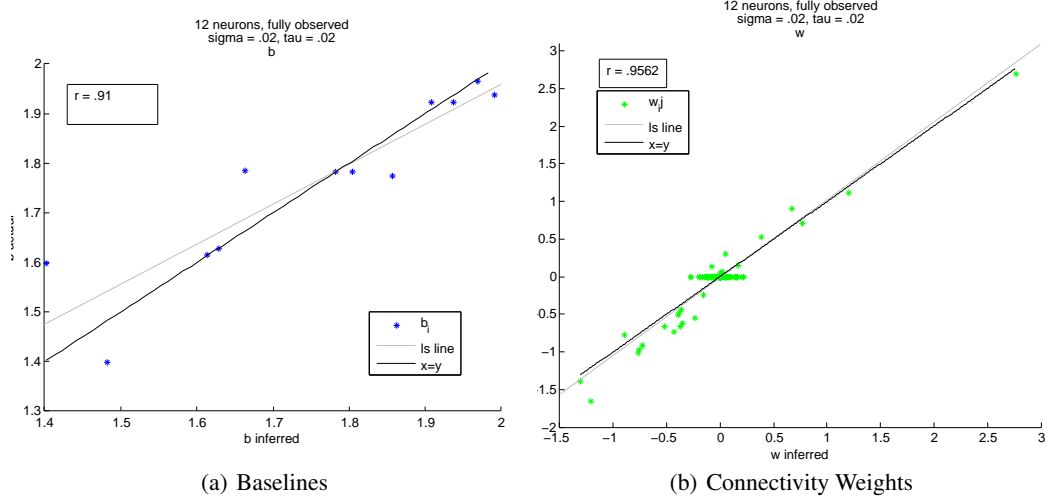 12 neurons, fully observed
sigma = .02, tau = .02
b
2
1.9
1.8
1.7
1.6
1.5
1.4
1.3
r = .91
b_i
ls line
x=y
1.4
1.5
1.6
1.7
1.8
1.9
2
b inferred
(a) Baselines
12 neurons, fully observed
sigma = .02, tau = .02
w
3
2.5
2
1.5
1
0.5
0
-0.5
−1
-1.5
−2
r = .9562
w_ij
ls line
x=y
−1.5
−1
−0.5
0
0.5
1
1.5
2
2.5
3
w inferred
(b) Connectivity Weights